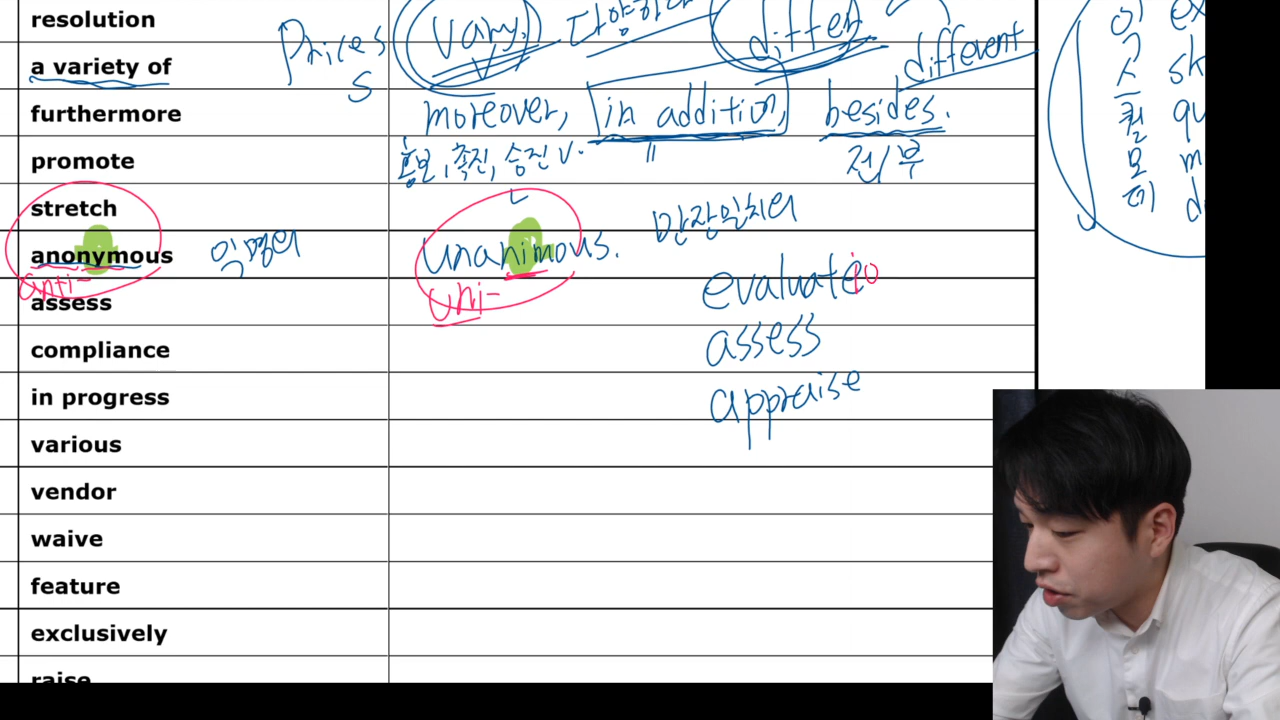 resolution
Prices vary, 다양하다 differ
S V
a variety of different
furthermore moreover, in addition, besides.
promote 홍보, 촉진, 승진 V. 〃 전/부
stretch
anonymous 익명의 unanimous. 만장일치의
anti- uni- evaluate
assess assess
compliance
in progress appraise
various
vendor
waive
feature
exclusively
raise